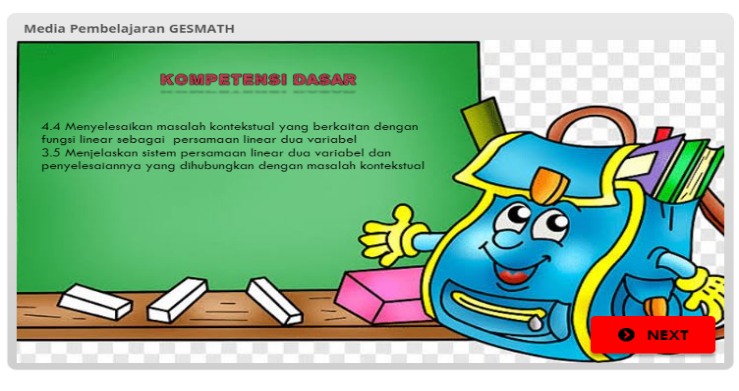 Media Pembelajaran GESMATH
KOMPETENSI DASAR
4.4 Menyelesaikan masalah kontekstual yang berkaitan dengan
fungsi linear sebagai persamaan linear dua variabel
3.5 Menjelaskan sistem persamaan linear dua variabel dan
penyelesaiannya yang dihubungkan dengan masalah kontekstual
NEXT